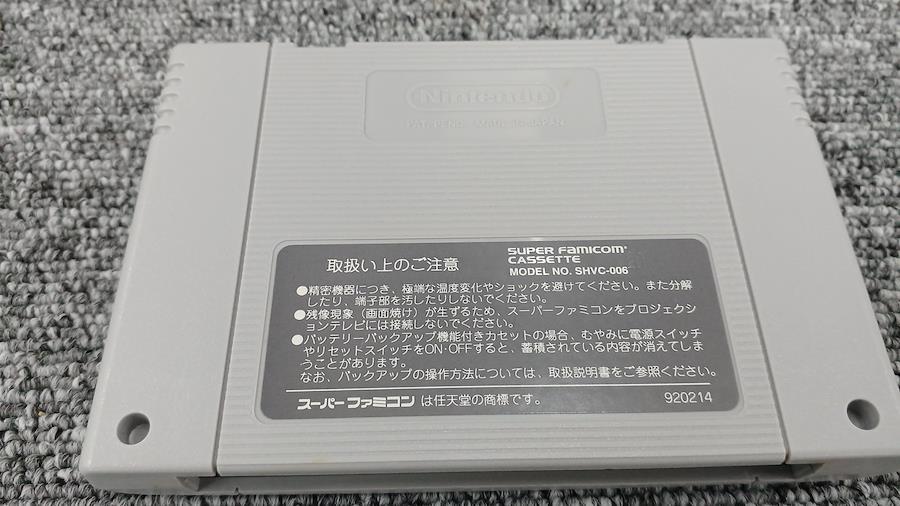 Nintendo
PAT. PEND. MADE IN JAPAN
取扱い上のご注意
SUPER FAMICOM®
CASSETTE
MODEL NO. SHVC-006
●精密機器につき、極端な温度変化やショックを避けてください。また分解
したり、端子部を汚したりしないでください。
●残像現象（画面焼け）が生ずるため、スーパーファミコンをプロジェクシ
ョンテレビには接続しないでください。
●バッテリーバックアップ機能付きカセットの場合、むやみに電源スイッチ
やリセットスイッチをON・OFFすると、蓄積されている内容が消えてしま
うことがあります。
なお、バックアップの操作方法については、取扱説明書をご参照ください。
スーパーファミコンは任天堂の商標です。 920214